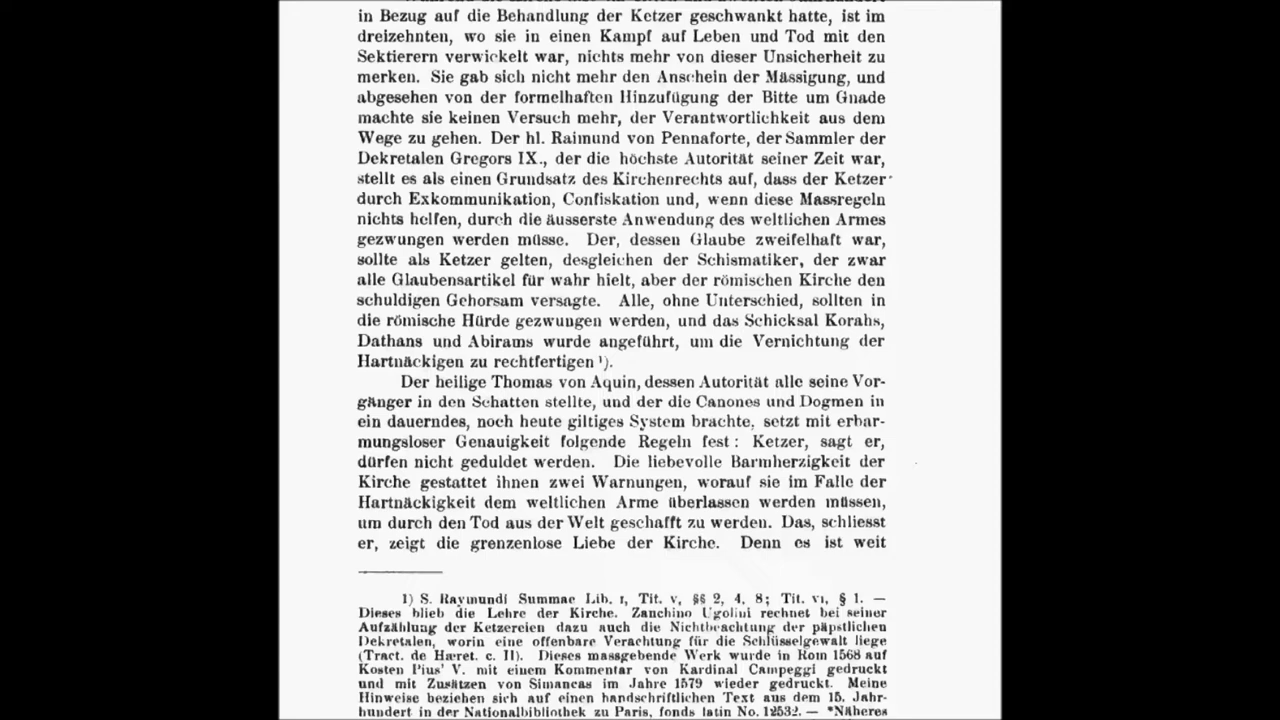 in Bezug auf die Behandlung der Ketzer geschwankt hatte, ist im
dreizehnten, wo sie in einen Kampf auf Leben und Tod mit den
Sektierern verwickelt war, nichts mehr von dieser Unsicherheit zu
merken. Sie gab sich nicht mehr den Anschein der Mässigung, und
abgesehen von der formelhaften Hinzufügung der Bitte um Gnade
machte sie keinen Versuch mehr, der Verantwortlichkeit aus dem
Wege zu gehen. Der hl. Raimund von Pennaforte, der Sammler der
Dekretalen Gregors IX., der die höchste Autorität seiner Zeit war,
stellt es als einen Grundsatz des Kirchenrechts auf, dass der Ketzer
durch Exkommunikation, Confiskation und, wenn diese Massregeln
nichts helfen, durch die äusserste Anwendung des weltlichen Armes
gezwungen werden müsse. Der, dessen Glaube zweifelhaft war,
sollte als Ketzer gelten, desgleichen der Schismatiker, der zwar
alle Glaubensartikel für wahr hielt, aber der römischen Kirche den
schuldigen Gehorsam versagte. Alle, ohne Unterschied, sollten in
die römische Hürde gezwungen werden, und das Schicksal Korahs,
Dathans und Abirams wurde angeführt, um die Vernichtung der
Hartnäckigen zu rechtfertigen ¹).
Der heilige Thomas von Aquin, dessen Autorität alle seine Vor-
gänger in den Schatten stellte, und der die Canones und Dogmen in
ein dauerndes, noch heute giltiges System brachte, setzt mit erbar-
mungsloser Genauigkeit folgende Regeln fest : Ketzer, sagt er,
dürfen nicht geduldet werden. Die liebevolle Barmherzigkeit der
Kirche gestattet ihnen zwei Warnungen, worauf sie im Falle der
Hartnäckigkeit dem weltlichen Arme überlassen werden müssen,
um durch den Tod aus der Welt geschafft zu werden. Das, schliesst
er, zeigt die grenzenlose Liebe der Kirche. Denn es ist weit
1) S. Raymundi Summae Lib. I, Tit. V, §§ 2, 4, 8; Tit. VI, § 1. —
Dieses blieb die Lehre der Kirche. Zanchino Ugolini rechnet bei seiner
Aufzählung der Ketzereien dazu auch die Nichtbeachtung der päpstlichen
Dekretalen, worin eine offenbare Verachtung für die Schlüsselgewalt liege
(Tract. de Hæret. c. II). Dieses massgebende Werk wurde in Rom 1568 auf
Kosten Pius' V. mit einem Kommentar von Kardinal Campeggi gedruckt
und mit Zusätzen von Simancas im Jahre 1579 wieder gedruckt. Meine
Hinweise beziehen sich auf einen handschriftlichen Text aus dem 15. Jahr-
hundert in der Nationalbibliothek zu Paris, fonds latin No. 12532. — *Näheres